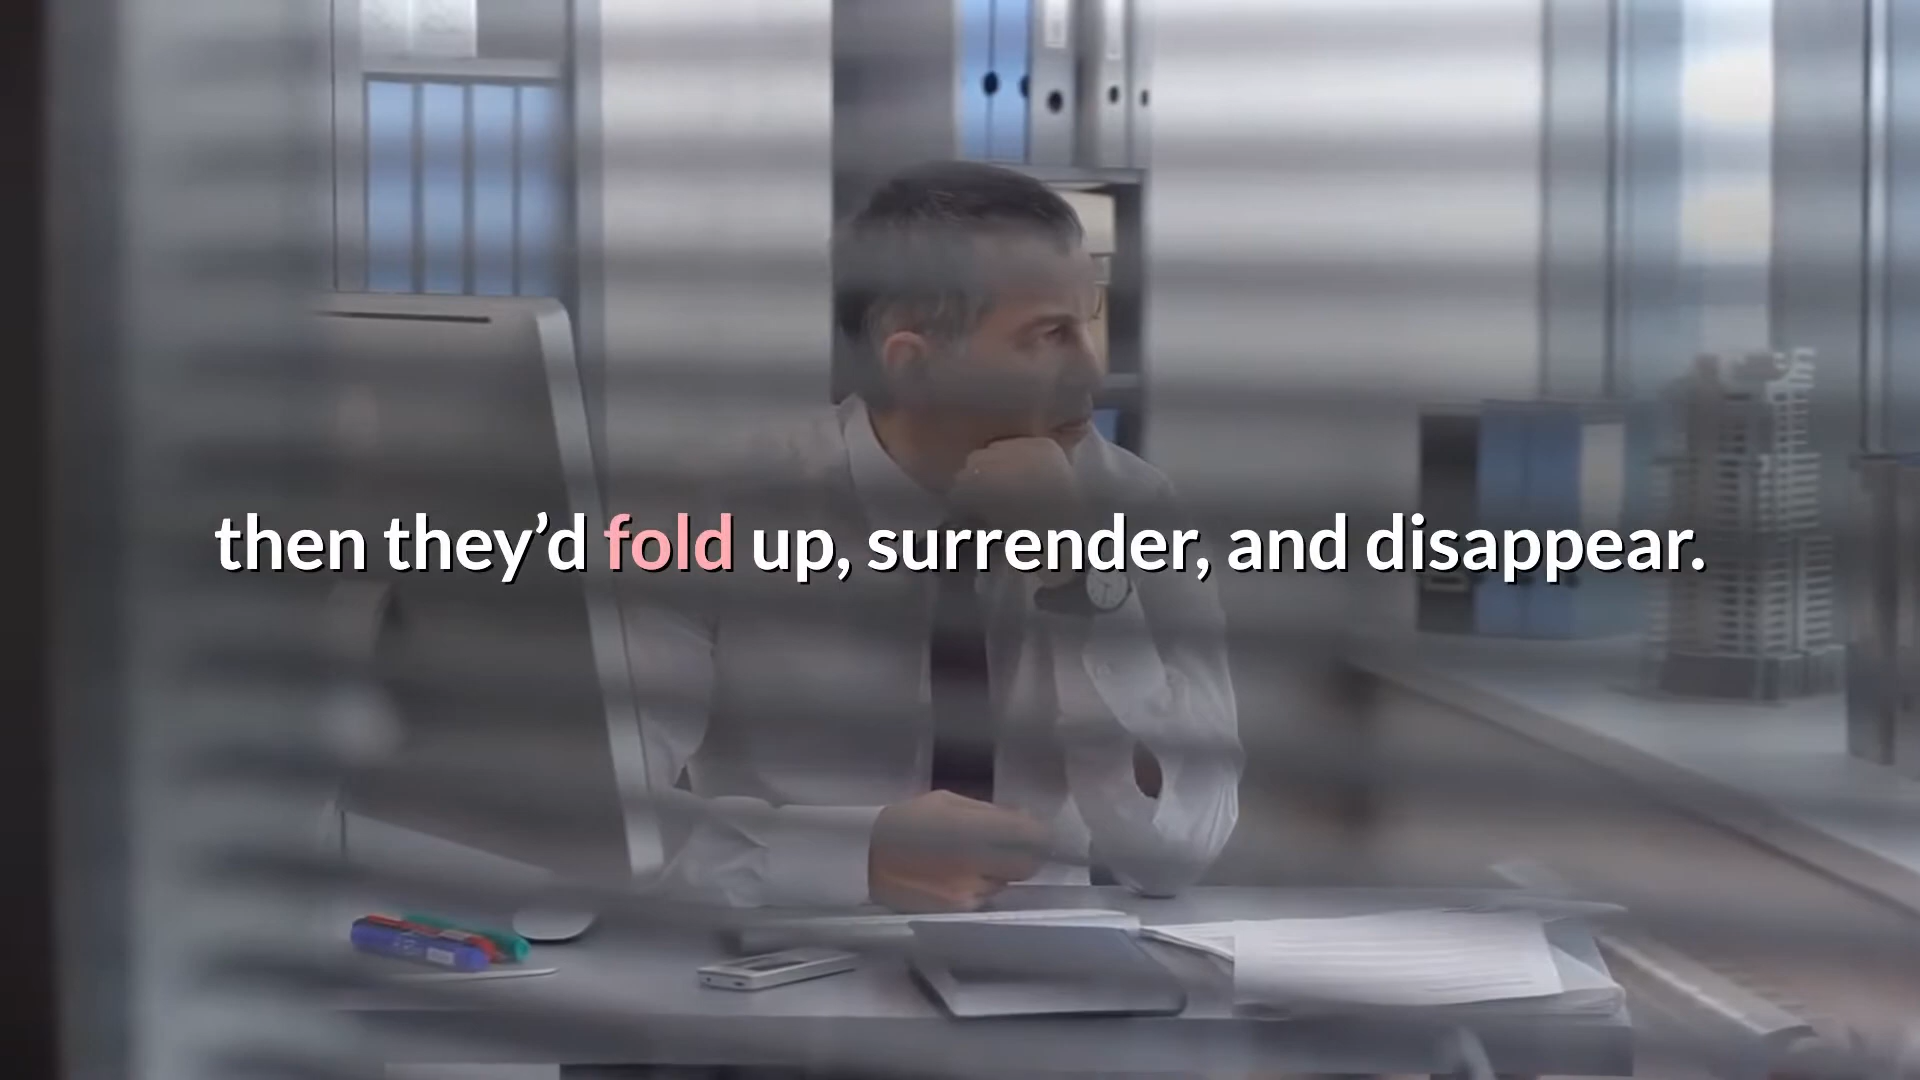 then they’d fold up, surrender, and disappear.